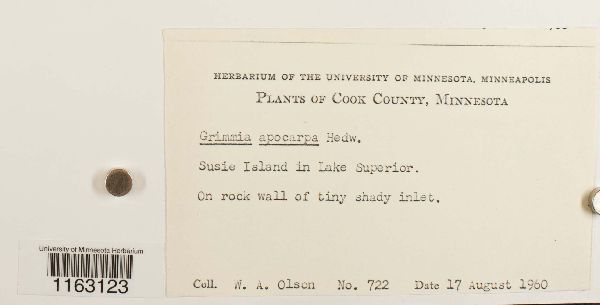 HERBARIUM OF THE UNIVERSITY OF MINNESOTA, MINNEAPOLIS
PLANTS OF COOK COUNTY, MINNESOTA
Grimmia apocarpa Hedw.
Susie Island in Lake Superior.
On rock wall of tiny shady inlet.
Coll. W. A. Olson No. 722 Date 17 August 1960
University of Minnesota Herbarium
1163123